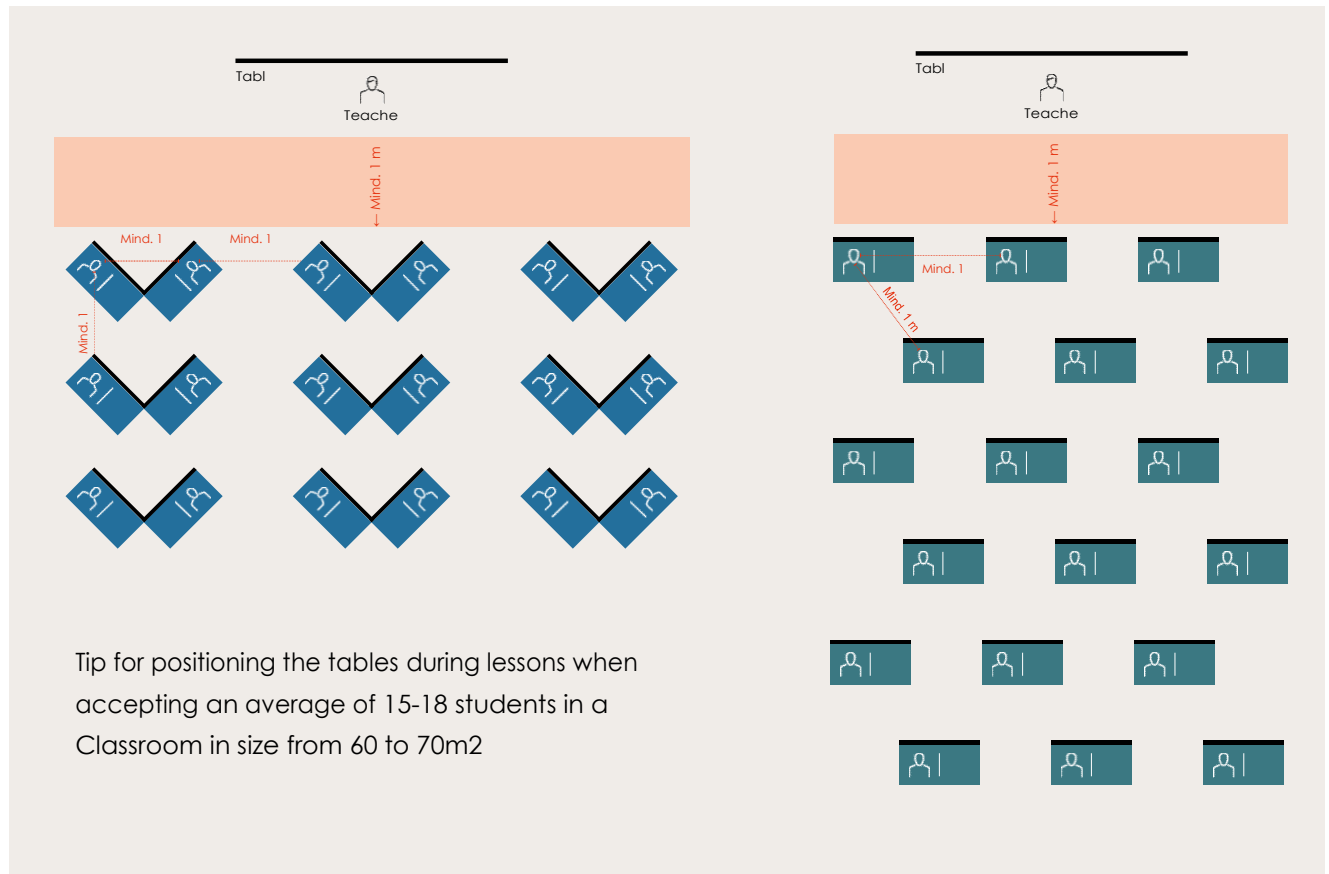 Tabl
Teache
← Mind. 1 m
Mind. 1
Mind. 1
Mind. 1
Tip for positioning the tables during lessons when
accepting an average of 15-18 students in a
Classroom in size from 60 to 70m2
Tabl
Teache
← Mind. 1 m
Mind. 1
Mind. 1 m